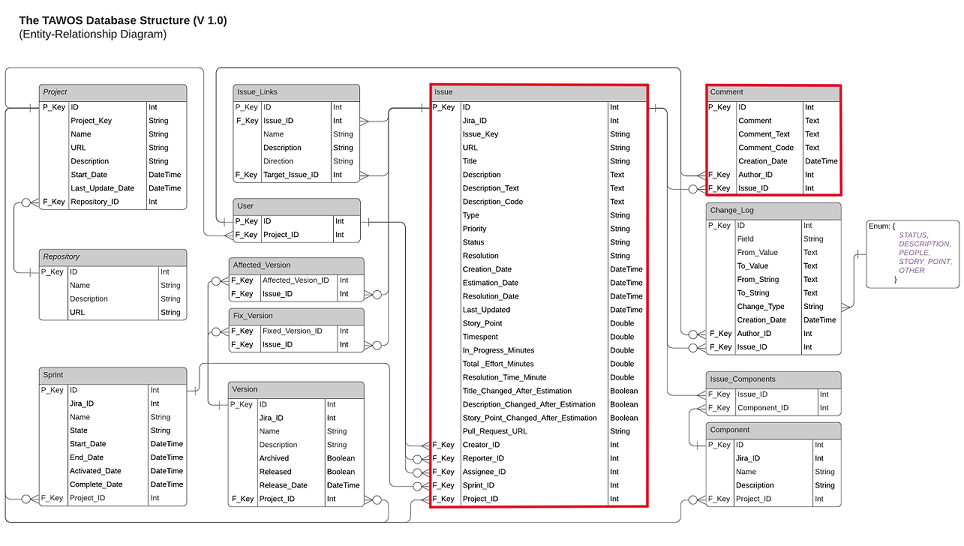 The TAWOS Database Structure (V 1.0)
(Entity-Relationship Diagram)
Project
P_Key ID Int
Project_Key String
Name String
URL String
Description String
Start_Date DateTime
Last_Update_Date DateTime
F_Key Repository_ID Int
Repository
P_Key ID Int
Name String
Description String
URL String
Sprint
P_Key ID Int
Jira_ID Int
Name String
State String
Start_Date DateTime
End_Date DateTime
Activated_Date DateTime
Complete_Date DateTime
F_Key Project_ID Int
Issue_Links
P_Key ID Int
F_Key Issue_ID Int
Name String
Description String
Direction String
F_Key Target_Issue_ID Int
User
P_Key ID Int
F_Key Project_ID Int
Affected_Version
F_Key Affected_Version_ID Int
F_Key Issue_ID Int
Fix_Version
F_Key Fixed_Version_ID Int
F_Key Issue_ID Int
Version
P_Key ID Int
Jira_ID Int
Name String
Description String
Archived Boolean
Released Boolean
Release_Date DateTime
F_Key Project_ID Int
Issue
P_Key ID Int
Jira_ID Int
Issue_Key String
URL String
Title String
Description Text
Description_Text Text
Description_Code Text
Type String
Priority String
Status String
Resolution String
Creation_Date DateTime
Estimation_Date DateTime
Resolution_Date DateTime
Last_Updated DateTime
Story_Point Double
Timespent Double
In_Progress_Minutes Double
Total _Effort_Minutes Double
Resolution_Time_Minute Double
Title_Changed_After_Estimation Boolean
Description_Changed_After_Estimation Boolean
Story_Point_Changed_After_Estimation Boolean
Pull_Request_URL String
F_Key Creator_ID Int
F_Key Reporter_ID Int
F_Key Assignee_ID Int
F_Key Sprint_ID Int
F_Key Project_ID Int
Comment
P_Key ID Int
Comment Text
Comment_Text Text
Comment_Code Text
Creation_Date DateTime
F_Key Author_ID Int
F_Key Issue_ID Int
Change_Log
P_Key ID Int
Field String
From_Value Text
To_Value Text
From_String Text
To_String Text
Change_Type String
Creation_Date DateTime
F_Key Author_ID Int
F_Key Issue_ID Int
Enum: {
STATUS,
DESCRIPTION,
PEOPLE,
STORY_POINT,
OTHER
}
Issue_Components
F_Key Issue_ID Int
F_Key Component_ID Int
Component
P_Key ID Int
Jira_ID Int
Name String
Description String
F_Key Project_ID Int